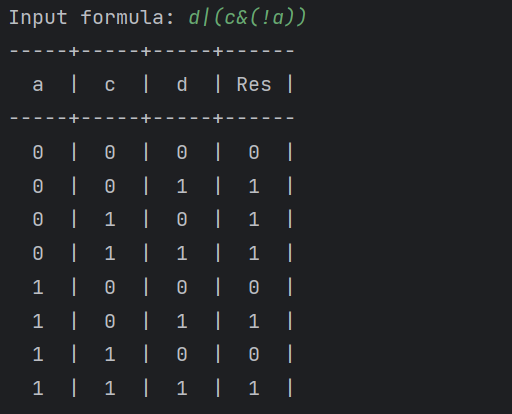 Input formula: d|(c&(!a))
-----+-----+-----+------
  a  |  c  |  d  | Res |
-----+-----+-----+------
  0  |  0  |  0  |  0  |
  0  |  0  |  1  |  1  |
  0  |  1  |  0  |  1  |
  0  |  1  |  1  |  1  |
  1  |  0  |  0  |  0  |
  1  |  0  |  1  |  1  |
  1  |  1  |  0  |  0  |
  1  |  1  |  1  |  1  |